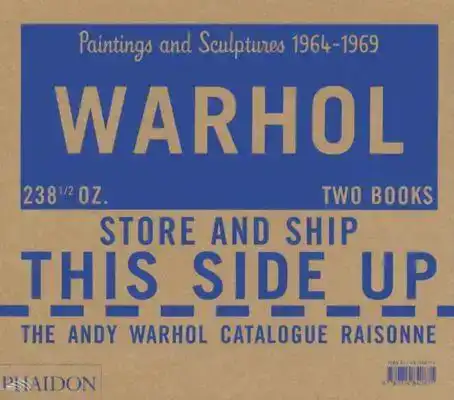 Paintings and Sculptures 1964-1969
WARHOL
238 1/2 OZ. TWO BOOKS
STORE AND SHIP
THIS SIDE UP
THE ANDY WARHOL CATALOGUE RAISONNE
PHAIDON